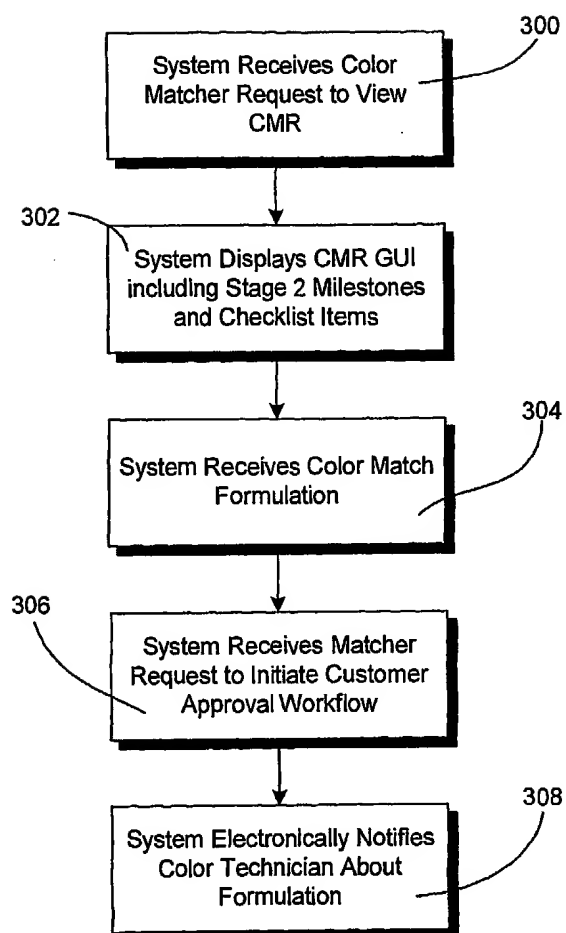 300
System Receives Color
Matcher Request to View
CMR
302
System Displays CMR GUI
including Stage 2 Milestones
and Checklist Items
304
System Receives Color Match
Formulation
306
System Receives Matcher
Request to Initiate Customer
Approval Workflow
308
System Electronically Notifies
Color Technician About
Formulation